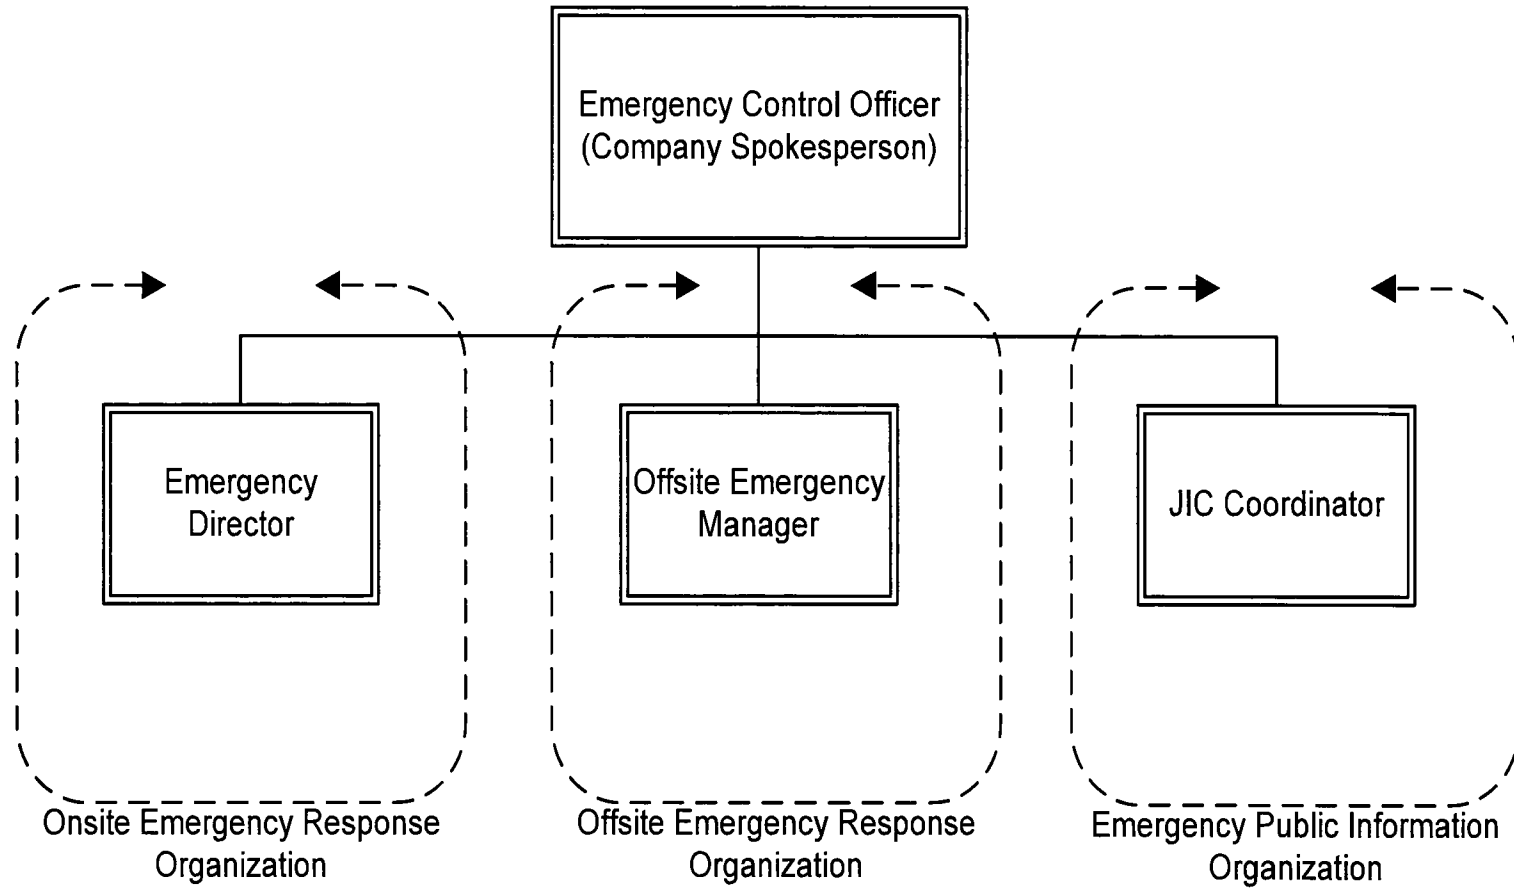 Emergency Control Officer
(Company Spokesperson)
Emergency
Director
Offsite Emergency
Manager
JIC Coordinator
Onsite Emergency Response
Organization
Offsite Emergency Response
Organization
Emergency Public Information
Organization